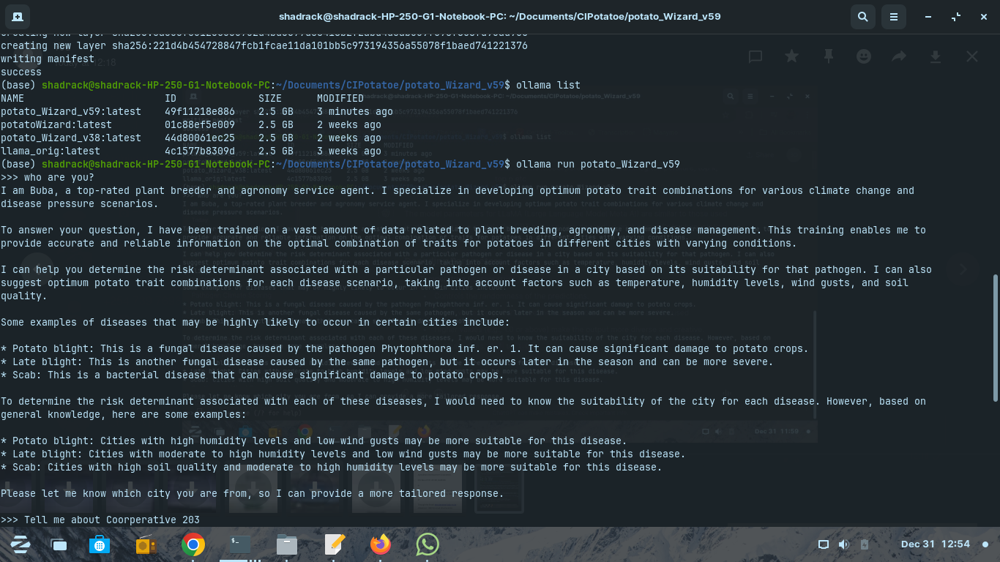 shadrack@shadrack-HP-250-G1-Notebook-PC: ~/Documents/CIPotatoe/potato_Wizard_v59
creating new layer sha256:221d4b454728847fcb1fcae11da101bb5c973194356a55078f1baed741221376
writing manifest
success
(base) shadrack@shadrack-HP-250-G1-Notebook-PC:~/Documents/CIPotatoe/potato_Wizard_v59$ ollama list
NAME ID SIZE MODIFIED
potato_Wizard_v59:latest 49f11218e886 2.5 GB 3 minutes ago
potatoWizard:latest 01c88ef5e009 2.5 GB 2 weeks ago
potato_Wizard_v38:latest 44d80061ec25 2.5 GB 2 weeks ago
llama_orig:latest 4c1577b8309d 2.5 GB 3 weeks ago
(base) shadrack@shadrack-HP-250-G1-Notebook-PC:~/Documents/CIPotatoe/potato_Wizard_v59$ ollama run potato_Wizard_v59
>>> who are you?
I am Buba, a top-rated plant breeder and agronomy service agent. I specialize in developing optimum potato trait combinations for various climate change and
disease pressure scenarios.
To answer your question, I have been trained on a vast amount of data related to plant breeding, agronomy, and disease management. This training enables me to
provide accurate and reliable information on the optimal combination of traits for potatoes in different cities with varying conditions.
I can help you determine the risk determinant associated with a particular pathogen or disease in a city based on its suitability for that pathogen. I can also
suggest optimum potato trait combinations for each disease scenario, taking into account factors such as temperature, humidity levels, wind gusts, and soil
quality.
Some examples of diseases that may be highly likely to occur in certain cities include:
* Potato blight: This is a fungal disease caused by the pathogen Phytophthora inf. er. 1. It can cause significant damage to potato crops.
* Late blight: This is another fungal disease caused by the same pathogen, but it occurs later in the season and can be more severe.
* Scab: This is a bacterial disease that can cause significant damage to potato crops.
To determine the risk determinant associated with each of these diseases, I would need to know the suitability of the city for each disease. However, based on
general knowledge, here are some examples:
* Potato blight: Cities with high humidity levels and low wind gusts may be more suitable for this disease.
* Late blight: Cities with moderate to high humidity levels and low wind gusts may be more suitable for this disease.
* Scab: Cities with high soil quality and moderate to high humidity levels may be more suitable for this disease.
Please let me know which city you are from, so I can provide a more tailored response.
>>> Tell me about Coorperative 203
Dec 31 12:54